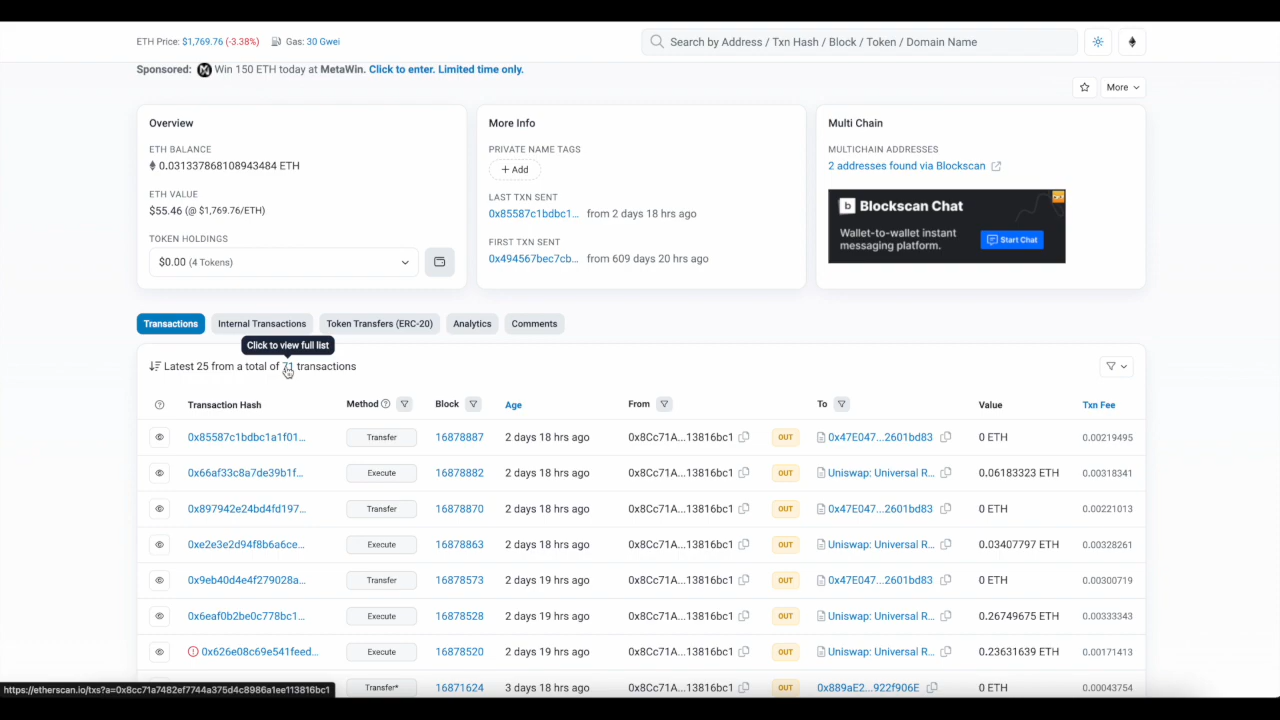 ETH Price: $1,769.76 (-3.38%) Gas: 30 Gwei Search by Address / Txn Hash / Block / Token / Domain Name
Sponsored: Win 150 ETH today at MetaWin. Click to enter. Limited time only.
More
Overview
ETH BALANCE
0.031337868108943484 ETH
ETH VALUE
$55.46 (@ $1,769.76/ETH)
TOKEN HOLDINGS
$0.00 (4 Tokens)
More Info
PRIVATE NAME TAGS
+ Add
LAST TXN SENT
0x85587c1bdbc1... from 2 days 18 hrs ago
FIRST TXN SENT
0x494567bec7cb... from 609 days 20 hrs ago
Multi Chain
MULTICHAIN ADDRESSES
2 addresses found via Blockscan
b Blockscan Chat
Wallet-to-wallet instant
messaging platform.
Start Chat
Transactions Internal Transactions Token Transfers (ERC-20) Analytics Comments
Click to view full list
Latest 25 from a total of 71 transactions
Transaction Hash Method Block Age From To Value Txn Fee
0x85587c1bdbc1a1f01... Transfer 16878887 2 days 18 hrs ago 0x8Cc71A...13816bc1 OUT 0x47E047...2601bd83 0 ETH 0.00219495
0x66af33c8a7de39b1f... Execute 16878882 2 days 18 hrs ago 0x8Cc71A...13816bc1 OUT Uniswap: Universal R... 0.06183323 ETH 0.00318341
0x897942e24bd4fd197... Transfer 16878870 2 days 18 hrs ago 0x8Cc71A...13816bc1 OUT 0x47E047...2601bd83 0 ETH 0.00221013
0xe2e3e2d94f8b6a6ce... Execute 16878863 2 days 18 hrs ago 0x8Cc71A...13816bc1 OUT Uniswap: Universal R... 0.03407797 ETH 0.00328261
0x9eb40d4e4f279028a... Transfer 16878573 2 days 19 hrs ago 0x8Cc71A...13816bc1 OUT 0x47E047...2601bd83 0 ETH 0.00300719
0x6eaf0b2be0c778bc1... Execute 16878528 2 days 19 hrs ago 0x8Cc71A...13816bc1 OUT Uniswap: Universal R... 0.26749675 ETH 0.00333343
0x626e08c69e541feed... Execute 16878520 2 days 19 hrs ago 0x8Cc71A...13816bc1 OUT Uniswap: Universal R... 0.23631639 ETH 0.00171413
Transfer* 16871624 3 days 18 hrs ago 0x8Cc71A...13816bc1 OUT 0x889aE2...922f906E 0 ETH 0.00043754
https://etherscan.io/txs?a=0x8cc71a7482ef7744a375d4c8986a1ee113816bc1